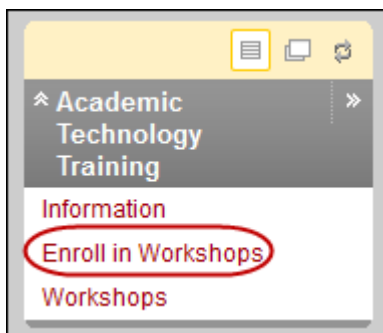 Academic
Technology
Training
Information
Enroll in Workshops
Workshops